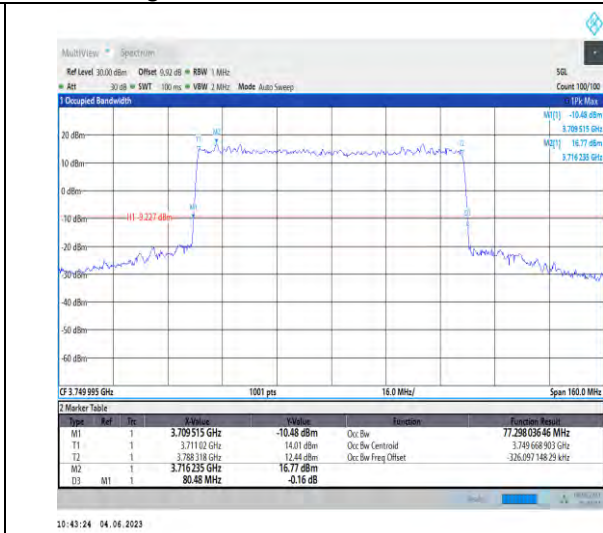 MultiView Spectrum
Ref Level 30.00 dBm Offset 9.92 dB RBW 1 MHz SGL
Att 30 dB SWT 100 ms VBW 2 MHz Mode Auto Sweep Count 100/100
1 Occupied Bandwidth 1Pk Max
M1[1] -10.48 dBm
3.709 515 GHz
M2[1] 16.77 dBm
3.716 235 GHz
20 dBm
M2
T1
T2
10 dBm
0 dBm
M1
D3
-10 dBm
H1 -9.227 dBm
-20 dBm
-30 dBm
-40 dBm
-50 dBm
-60 dBm
CF 3.749 995 GHz 1001 pts 16.0 MHz/ Span 160.0 MHz
2 Marker Table
Type Ref Trc X-Value Y-Value Function Function Result
M1 1 3.709 515 GHz -10.48 dBm Occ Bw 77.298 036 46 MHz
T1 1 3.711 02 GHz 14.01 dBm Occ Bw Centroid 3.749 668 903 GHz
T2 1 3.788 318 GHz 12.44 dBm Occ Bw Freq Offset -326.097 148 29 kHz
M2 1 3.716 235 GHz 16.77 dBm
D3 M1 1 80.48 MHz -0.16 dB
10:43:24 04.06.2023